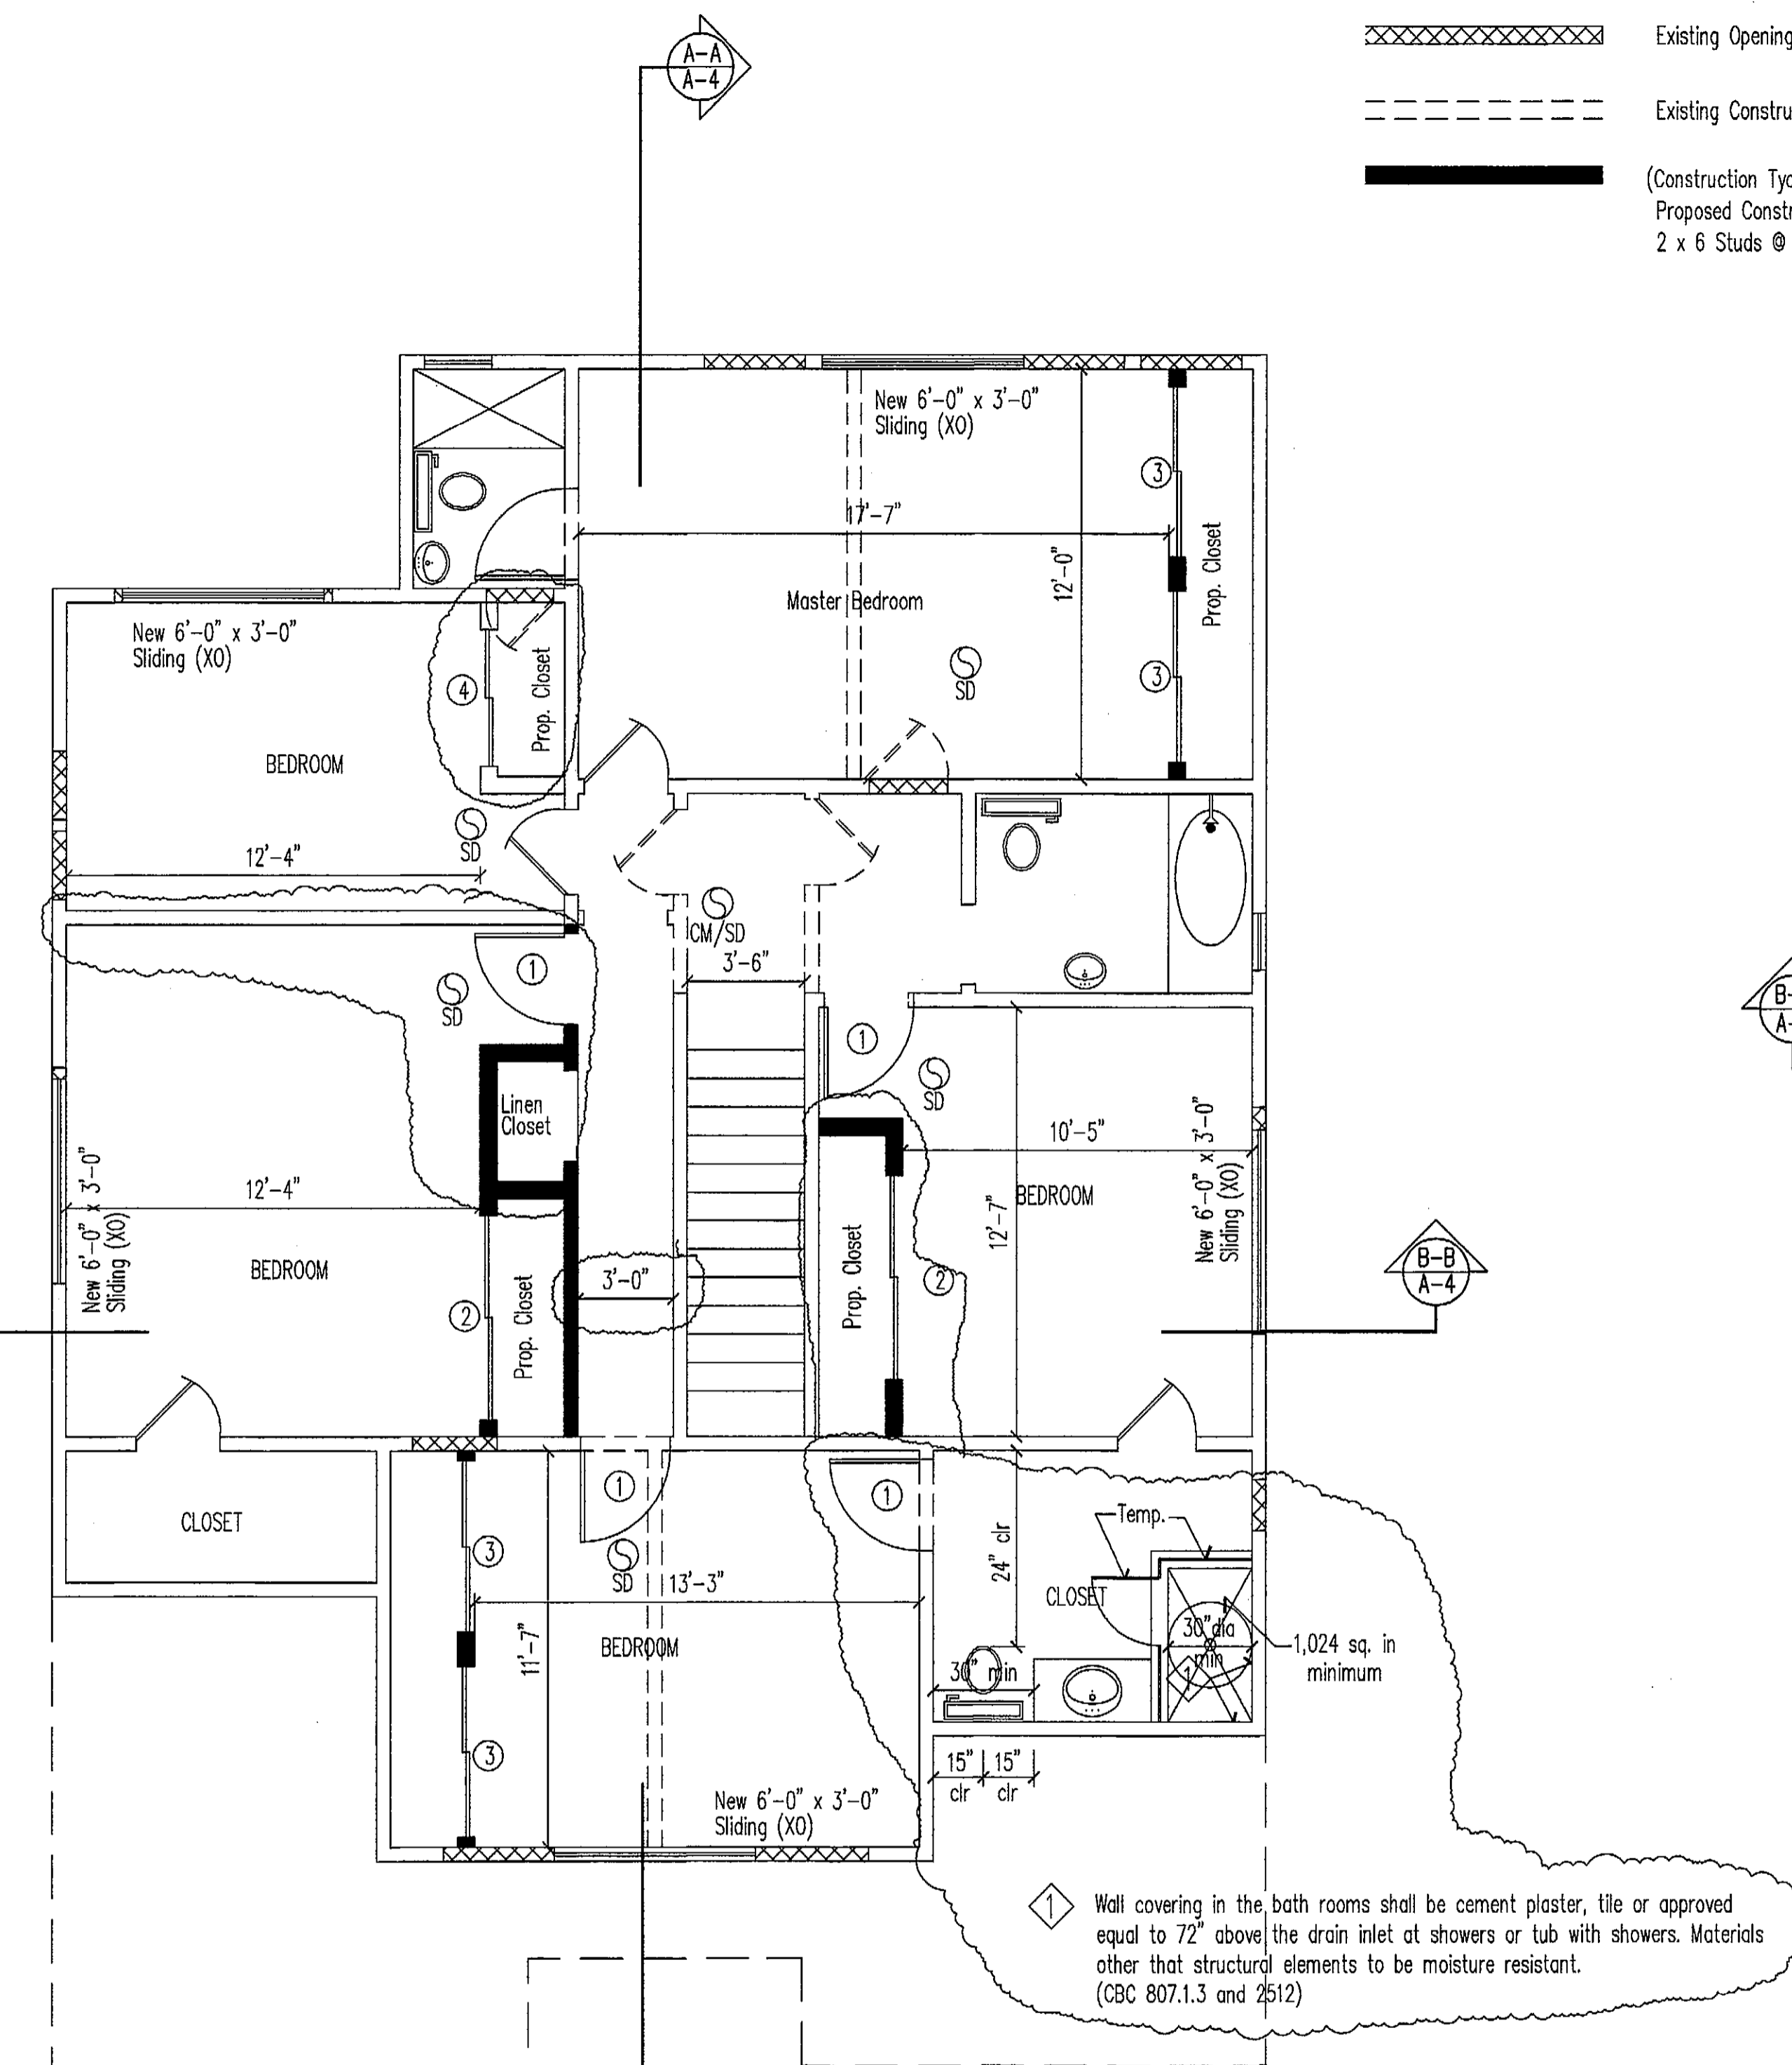 A-A
A-4
Existing Opening
Existing Constru
(Construction Typ
Proposed Constr
2 x 6 Studs @
New 6'-0" x 3'-0"
Sliding (XO)
3
17'-7"
12'-0"
Prop. Closet
Master Bedroom
New 6'-0" x 3'-0"
Sliding (XO)
4
Prop. Closet
SD
3
BEDROOM
SD
12'-4"
CM/SD
3'-6"
1
SD
1
SD
B-
A-
Linen
Closet
10'-5"
12'-7"
BEDROOM
New 6'-0" x 3'-0"
Sliding (XO)
New 6'-0" x 3'-0"
Sliding (XO)
12'-4"
BEDROOM
2
Prop. Closet
3'-0"
Prop. Closet
2
B-B
A-4
CLOSET
3
1
1
SD
13'-3"
11'-7"
BEDROOM
3
24" clr
Temp.
CLOSET
30" dia
min
1
1,024 sq. in
minimum
30" min
15" 15"
clr clr
New 6'-0" x 3'-0"
Sliding (XO)
1
Wall covering in the bath rooms shall be cement plaster, tile or approved
equal to 72" above the drain inlet at showers or tub with showers. Materials
other that structural elements to be moisture resistant.
(CBC 807.1.3 and 2512)